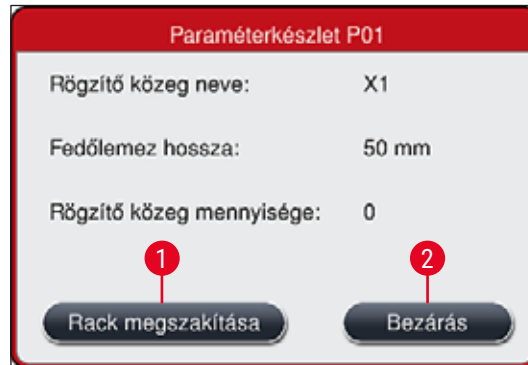 Paraméterkészlet P01
Rögzítő közeg neve: X1
Fedőlemez hossza: 50 mm
Rögzítő közeg mennyisége: 0
1 2
Rack megszakítása Bezárás